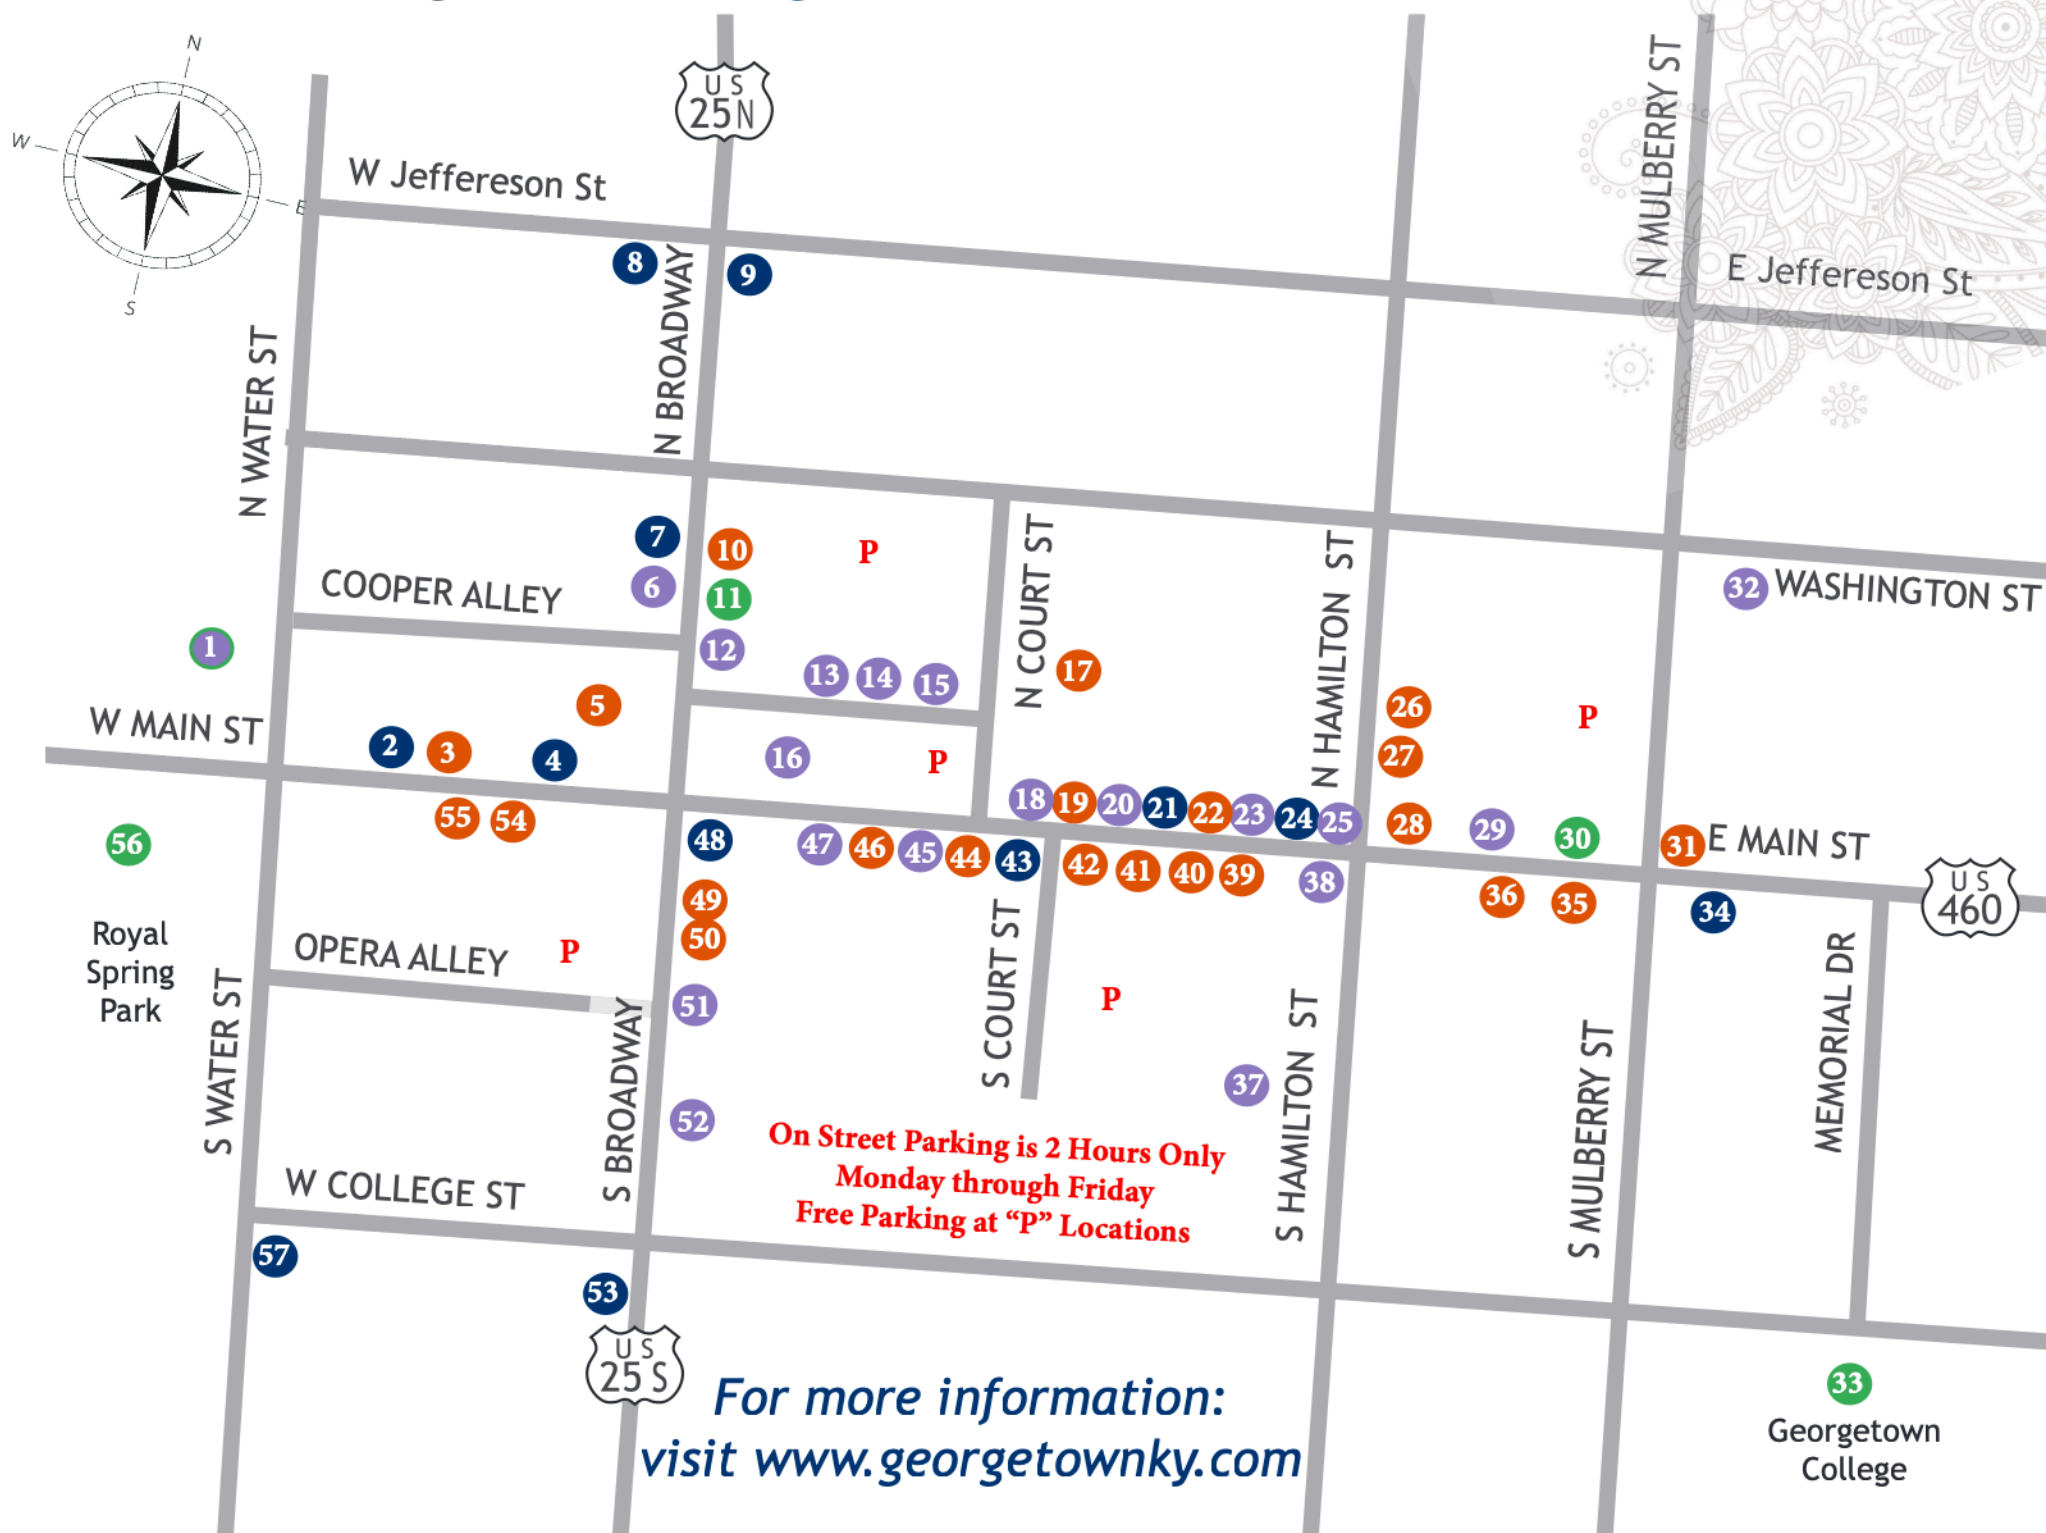 N
W
E
S
US
25N
W Jeffereson St
N MULBERRY ST
E Jeffereson St
8
9
N BROADWAY
N WATER ST
7
10
P
N COURT ST
N HAMILTON ST
COOPER ALLEY
6
11
32 WASHINGTON ST
1
12
13
14
15
17
5
26
P
W MAIN ST
2
3
4
16
P
27
18
19
20
21
22
23
24
25
28
29
30
31
E MAIN ST
55
54
56
48
47
46
45
44
43
42
41
40
39
38
36
35
34
US
460
49
50
Royal
Spring
Park
OPERA ALLEY
P
51
S COURT ST
P
S WATER ST
S BROADWAY
S HAMILTON ST
S MULBERRY ST
MEMORIAL DR
37
52
On Street Parking is 2 Hours Only
Monday through Friday
Free Parking at “P” Locations
W COLLEGE ST
57
53
US
25 S
33
Georgetown
College
For more information:
visit www.georgetownky.com